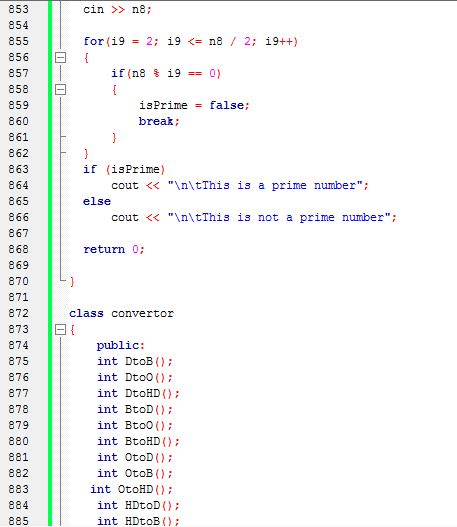 853 cin >> n8;
854
855 for(i9 = 2; i9 <= n8 / 2; i9++)
856 {
857 if(n8 % i9 == 0)
858 {
859 isPrime = false;
860 break;
861 }
862 }
863 if (isPrime)
864 cout << "\n\tThis is a prime number";
865 else
866 cout << "\n\tThis is not a prime number";
867
868 return 0;
869
870 }
871
872 class convertor
873 {
874 public:
875 int DtoB();
876 int DtoO();
877 int DtoHD();
878 int BtoD();
879 int BtoO();
880 int BtoHD();
881 int OtoD();
882 int OtoB();
883 int OtoHD();
884 int HDtoD();
885 int HDtoB();